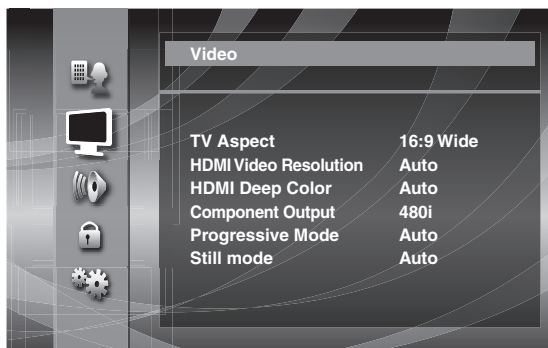 Video
TV Aspect 16:9 Wide
HDMI Video Resolution Auto
HDMI Deep Color Auto
Component Output 480i
Progressive Mode Auto
Still mode Auto